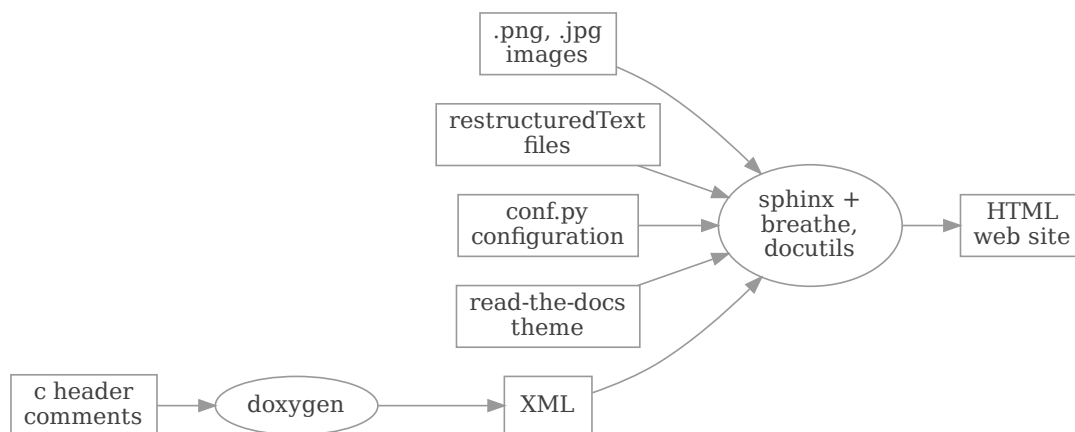 .png, .jpg
images
restructuredText
files
conf.py
configuration
read-the-docs
theme
c header
comments
doxygen
XML
sphinx +
breathe,
docutils
HTML
web site